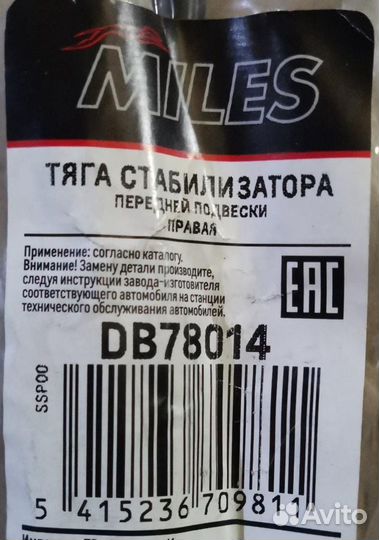 MILES
ТЯГА СТАБИЛИЗАТОРА
ПЕРЕДНЕЙ ПОДВЕСКИ
ПРАВАЯ
Применение: согласно каталогу.
Внимание! Замену детали производите,
следуя инструкции завода-изготовителя
соответствующего автомобиля на станции
технического обслуживания автомобилей.
EAC
DB78014
SSP00
5 415236 709811
Avito